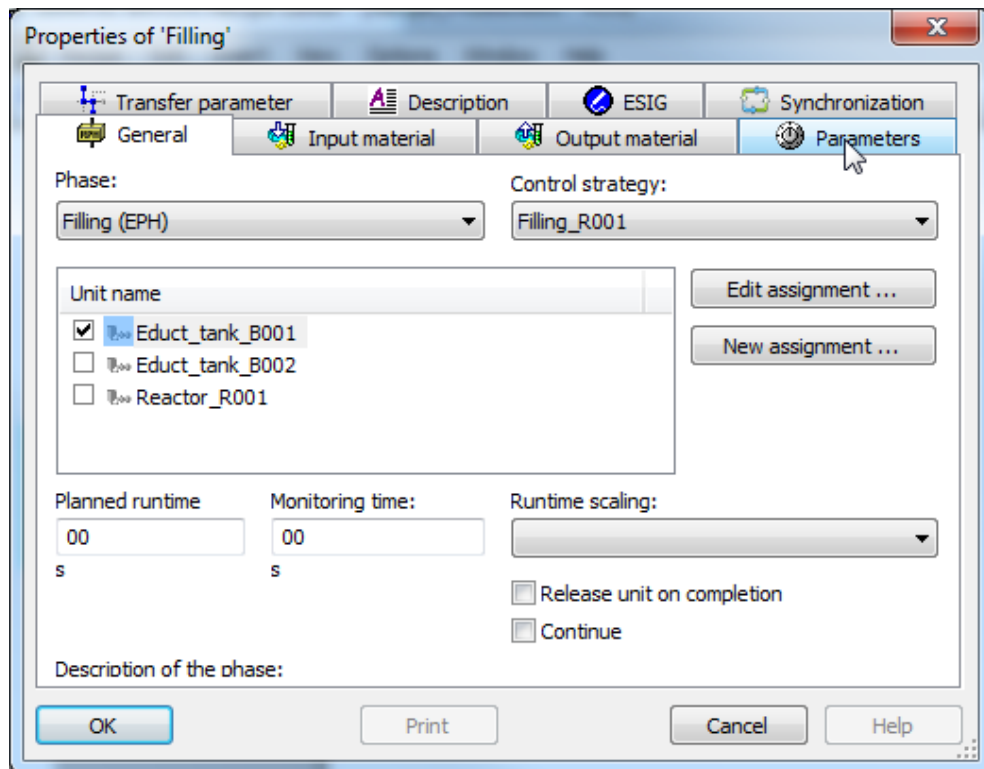 Properties of 'Filling'
Transfer parameter Description ESIG Synchronization
General Input material Output material Parameters
Phase: Control strategy:
Filling (EPH) Filling_R001
Unit name Edit assignment ...
Educt_tank_B001 New assignment ...
Educt_tank_B002
Reactor_R001
Planned runtime Monitoring time: Runtime scaling:
00 00
s s
Release unit on completion
Continue
Description of the phase:
OK Print Cancel Help